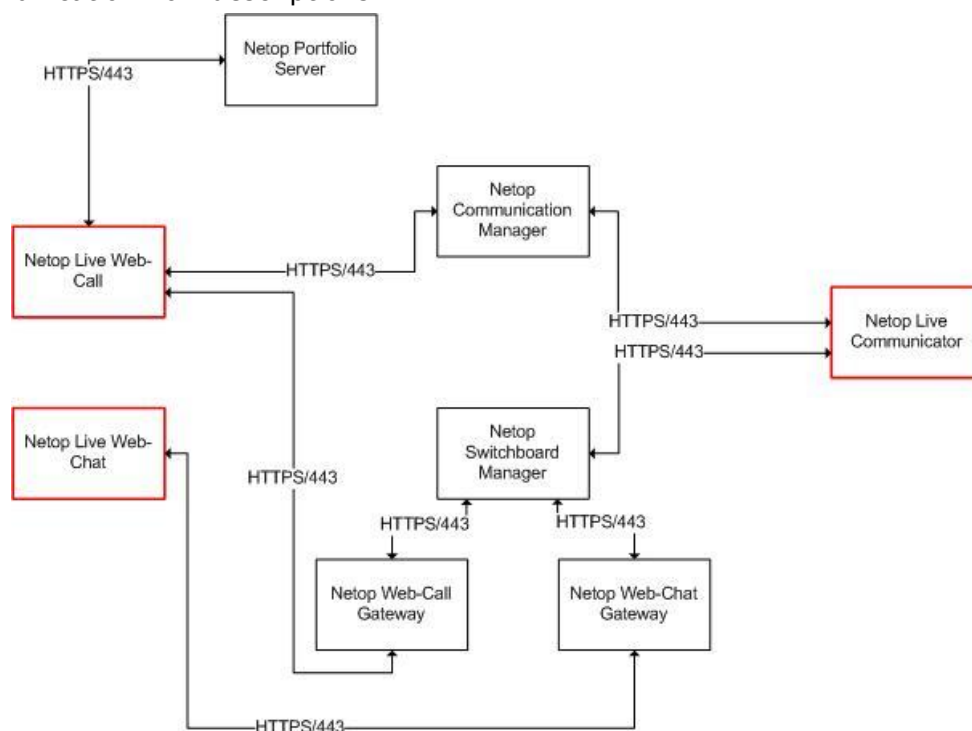 Netop Portfolio
Server
HTTPS/443
Netop
Communication
Manager
Netop Live Web-
Call
HTTPS/443
HTTPS/443
Netop Live
Communicator
HTTPS/443
Netop Live Web-
Chat
Netop
Switchboard
Manager
HTTPS/443
HTTPS/443
HTTPS/443
Netop Web-Call
Gateway
Netop Web-Chat
Gateway
HTTPS/443